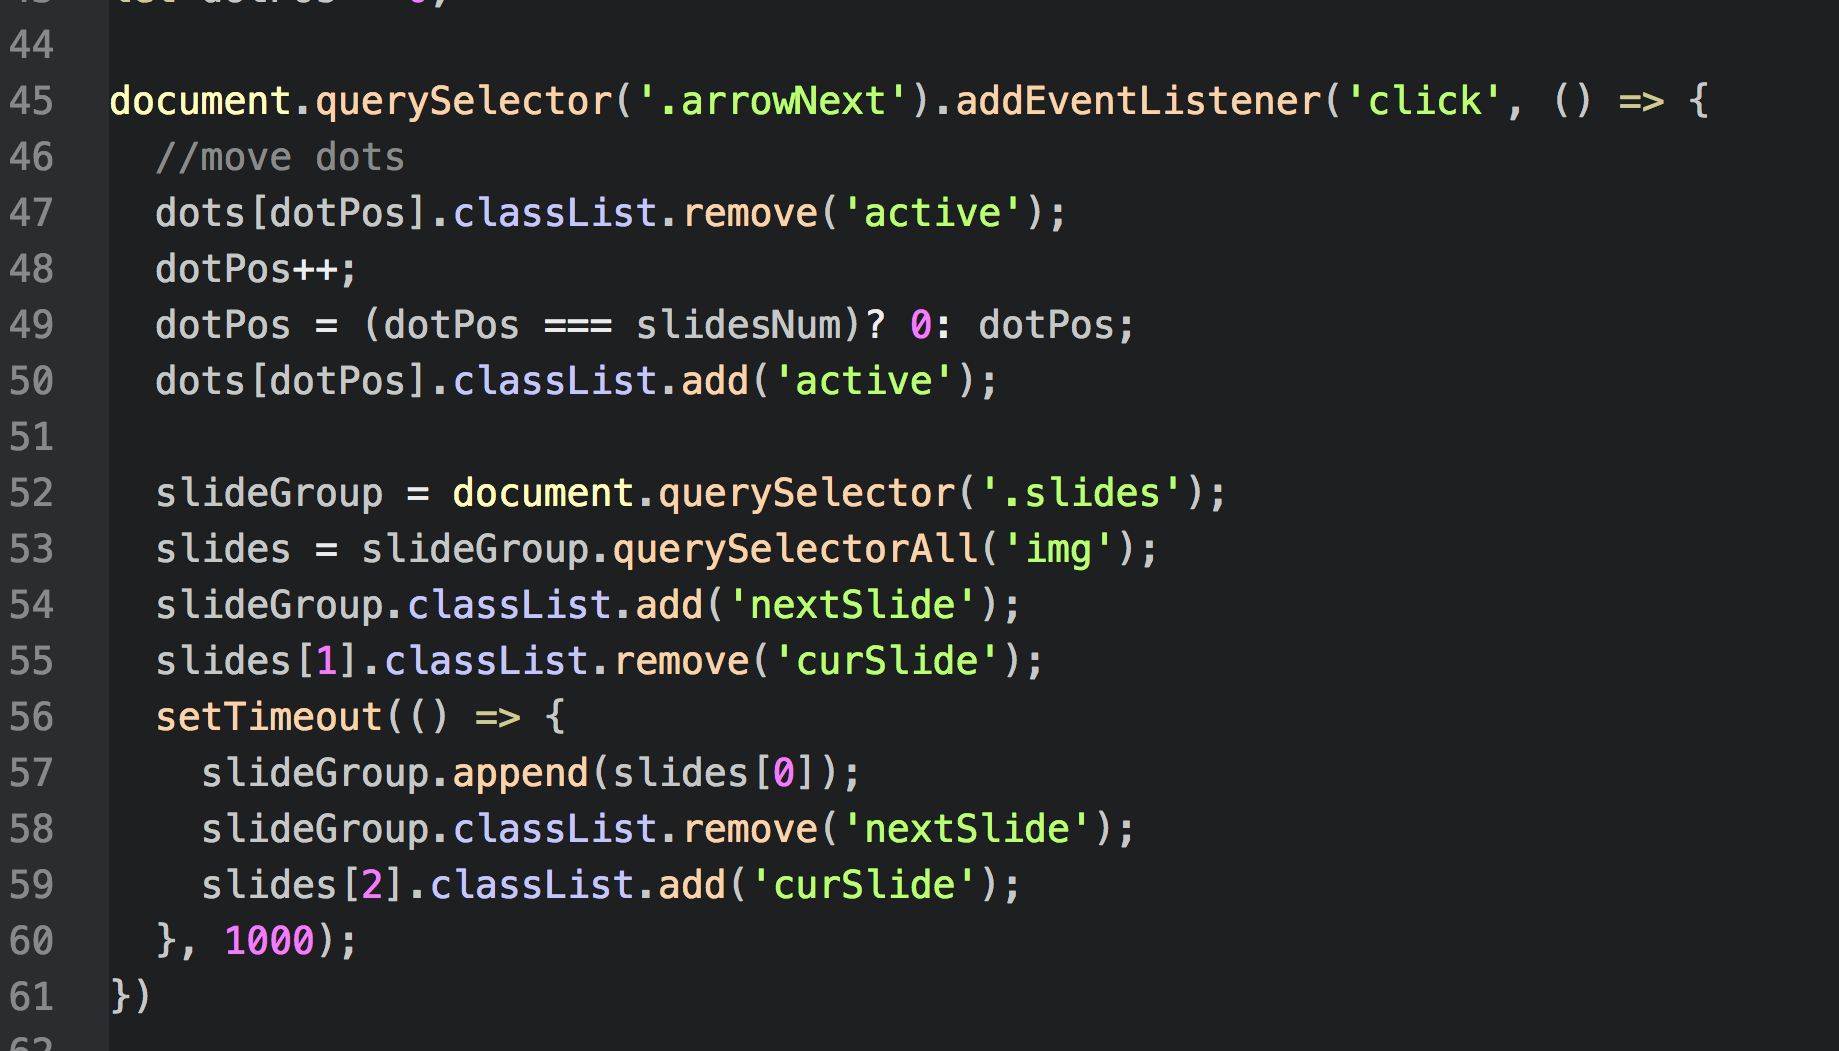 44
45 document.querySelector('.arrowNext').addEventListener('click', () => {
46   //move dots
47   dots[dotPos].classList.remove('active');
48   dotPos++;
49   dotPos = (dotPos === slidesNum)? 0: dotPos;
50   dots[dotPos].classList.add('active');
51
52   slideGroup = document.querySelector('.slides');
53   slides = slideGroup.querySelectorAll('img');
54   slideGroup.classList.add('nextSlide');
55   slides[1].classList.remove('curSlide');
56   setTimeout(() => {
57     slideGroup.append(slides[0]);
58     slideGroup.classList.remove('nextSlide');
59     slides[2].classList.add('curSlide');
60   }, 1000);
61 })